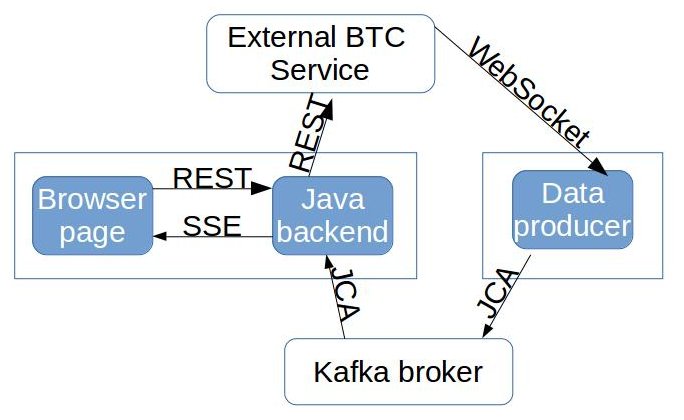 External BTC
Service
WebSocket
REST
REST
Browser
page
Java
backend
Data
producer
SSE
JCA
JCA
Kafka broker